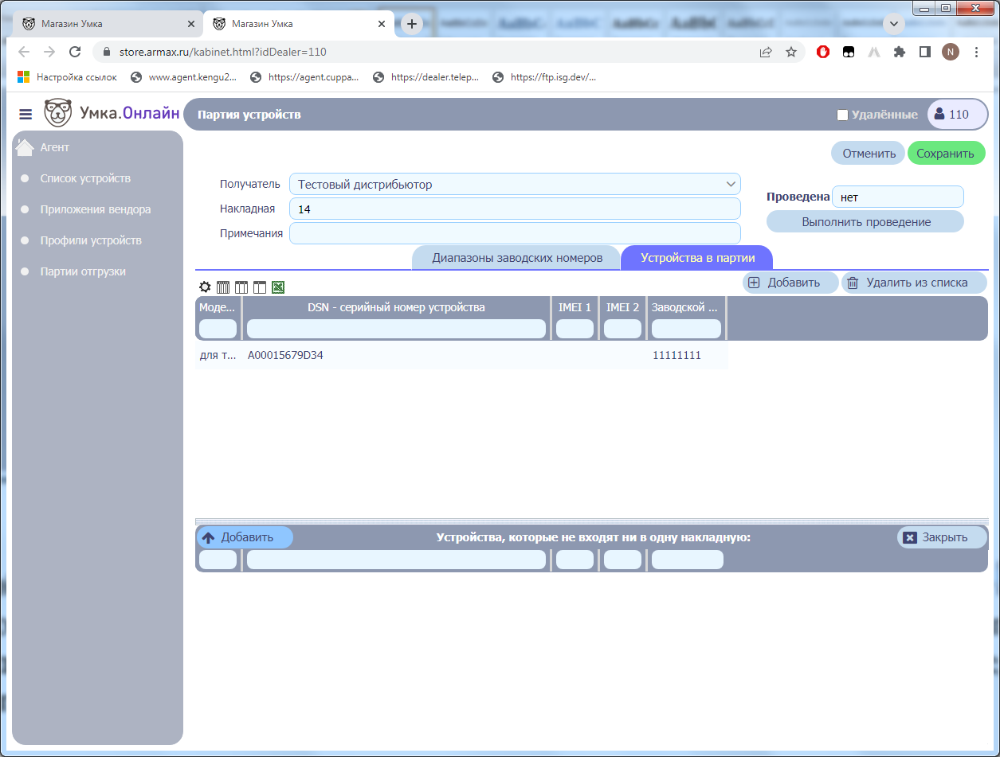 Магазин Умка
Магазин Умка
store.armax.ru/kabinet.html?idDealer=110
N
Настройка ссылок
www.agent.kengu2...
https://agent.cuppa...
https://dealer.telep...
https://ftp.isg.dev/...
Умка.Онлайн
Партия устройств
Удалённые
110
Агент
Список устройств
Приложения вендора
Профили устройств
Партии отгрузки
Отменить
Сохранить
Получатель
Тестовый дистрибьютор
Накладная
14
Примечания
Проведена
нет
Выполнить проведение
Диапазоны заводских номеров
Устройства в партии
Добавить
Удалить из списка
Моде...
DSN - серийный номер устройства
IMEI 1
IMEI 2
Заводской ...
для т...
A00015679D34
11111111
Добавить
Устройства, которые не входят ни в одну накладную:
Закрыть